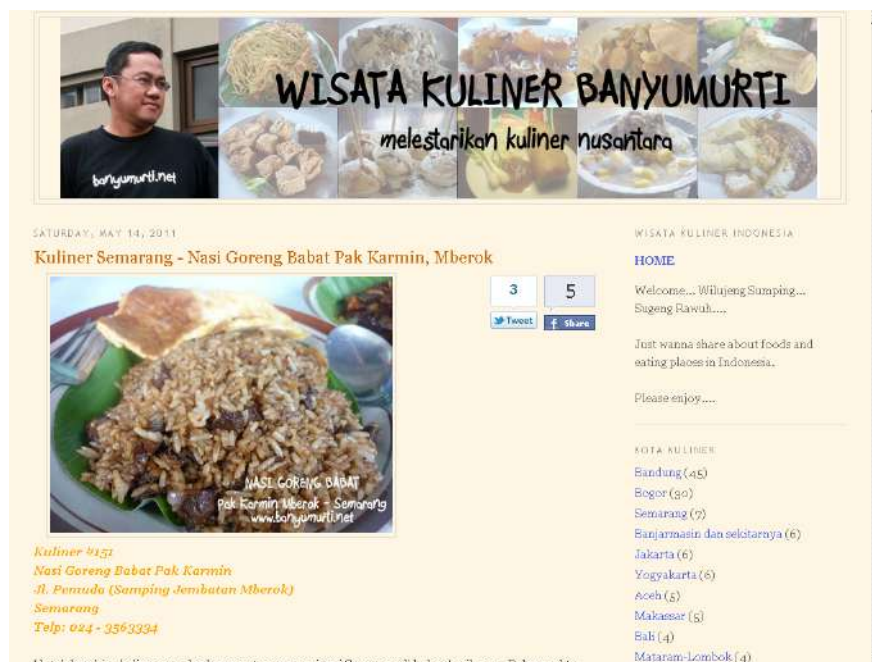 WISATA KULINER BANYUMURTI
melestarikan kuliner nusantara
banyumurti.net
SATURDAY, MAY 14, 2011
Kuliner Semarang - Nasi Goreng Babat Pak Karmin, Mberok
3
5
Tweet
Share
NASI GORENG BABAT
Pak Karmin Mberok - Semarang
www.banyumurti.net
Kuliner #151
Nasi Goreng Babat Pak Karmin
Jl. Pemuda (Samping Jembatan Mberok)
Semarang
Telp: 024 - 3563334
WISATA KULINER INDONESIA
HOME
Welcome... Wilujeng Sumping...
Sugeng Rawuh....
Just wanna share about foods and
eating places in Indonesia.
Please enjoy....
KOTA KULINER
Bandung (45)
Bogor (30)
Semarang (7)
Banjarmasin dan sekitarnya (6)
Jakarta (6)
Yogyakarta (6)
Aceh (5)
Makassar (5)
Bali (4)
Mataram-Lombok (4)